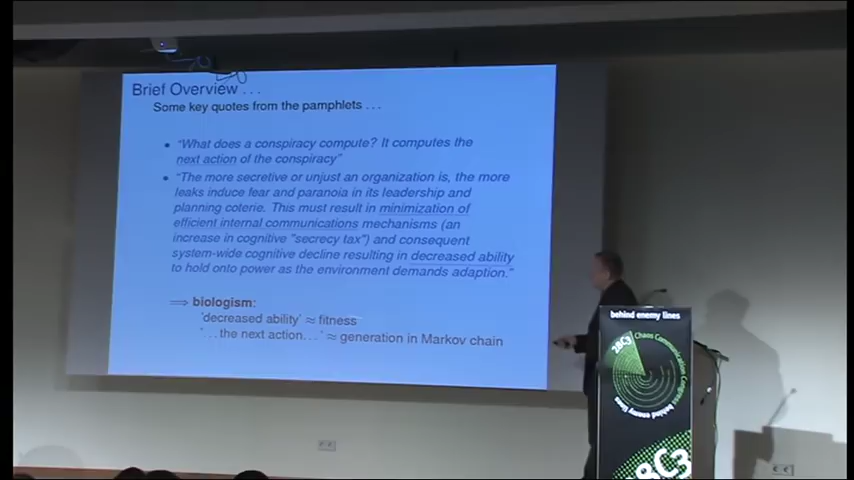 Brief Overview . . .
Some key quotes from the pamphlets . . .
• "What does a conspiracy compute? It computes the
next action of the conspiracy"
• "The more secretive or unjust an organization is, the more
leaks induce fear and paranoia in its leadership and
planning coterie. This must result in minimization of
efficient internal communications mechanisms (an
increase in cognitive "secrecy tax") and consequent
system-wide cognitive decline resulting in decreased ability
to hold onto power as the environment demands adaption."
⟹ biologism:
'decreased ability' ≈ fitness
'. . . the next action. . . ' ≈ generation in Markov chain
behind enemy lines
28C3
Chaos Communication
Congress behind enemy lines
28C3